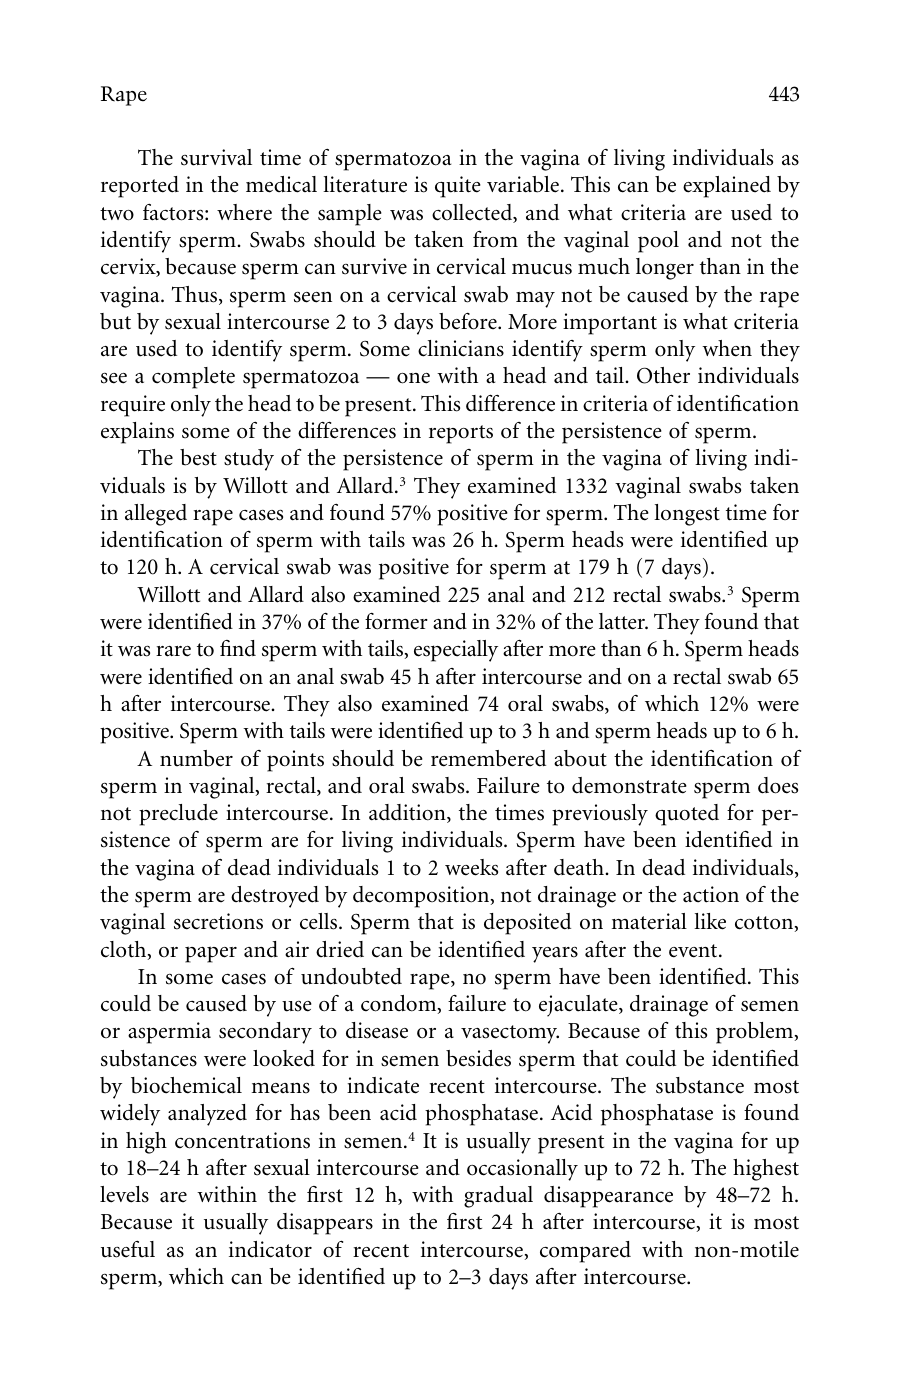 Rape 443
The survival time of spermatozoa in the vagina of living individuals as
reported in the medical literature is quite variable. This can be explained by
two factors: where the sample was collected, and what criteria are used to
identify sperm. Swabs should be taken from the vaginal pool and not the
cervix, because sperm can survive in cervical mucus much longer than in the
vagina. Thus, sperm seen on a cervical swab may not be caused by the rape
but by sexual intercourse 2 to 3 days before. More important is what criteria
are used to identify sperm. Some clinicians identify sperm only when they
see a complete spermatozoa — one with a head and tail. Other individuals
require only the head to be present. This difference in criteria of identification
explains some of the differences in reports of the persistence of sperm.
The best study of the persistence of sperm in the vagina of living indi-
viduals is by Willott and Allard.³ They examined 1332 vaginal swabs taken
in alleged rape cases and found 57% positive for sperm. The longest time for
identification of sperm with tails was 26 h. Sperm heads were identified up
to 120 h. A cervical swab was positive for sperm at 179 h (7 days).
Willott and Allard also examined 225 anal and 212 rectal swabs.³ Sperm
were identified in 37% of the former and in 32% of the latter. They found that
it was rare to find sperm with tails, especially after more than 6 h. Sperm heads
were identified on an anal swab 45 h after intercourse and on a rectal swab 65
h after intercourse. They also examined 74 oral swabs, of which 12% were
positive. Sperm with tails were identified up to 3 h and sperm heads up to 6 h.
A number of points should be remembered about the identification of
sperm in vaginal, rectal, and oral swabs. Failure to demonstrate sperm does
not preclude intercourse. In addition, the times previously quoted for per-
sistence of sperm are for living individuals. Sperm have been identified in
the vagina of dead individuals 1 to 2 weeks after death. In dead individuals,
the sperm are destroyed by decomposition, not drainage or the action of the
vaginal secretions or cells. Sperm that is deposited on material like cotton,
cloth, or paper and air dried can be identified years after the event.
In some cases of undoubted rape, no sperm have been identified. This
could be caused by use of a condom, failure to ejaculate, drainage of semen
or aspermia secondary to disease or a vasectomy. Because of this problem,
substances were looked for in semen besides sperm that could be identified
by biochemical means to indicate recent intercourse. The substance most
widely analyzed for has been acid phosphatase. Acid phosphatase is found
in high concentrations in semen.⁴ It is usually present in the vagina for up
to 18–24 h after sexual intercourse and occasionally up to 72 h. The highest
levels are within the first 12 h, with gradual disappearance by 48–72 h.
Because it usually disappears in the first 24 h after intercourse, it is most
useful as an indicator of recent intercourse, compared with non-motile
sperm, which can be identified up to 2–3 days after intercourse.